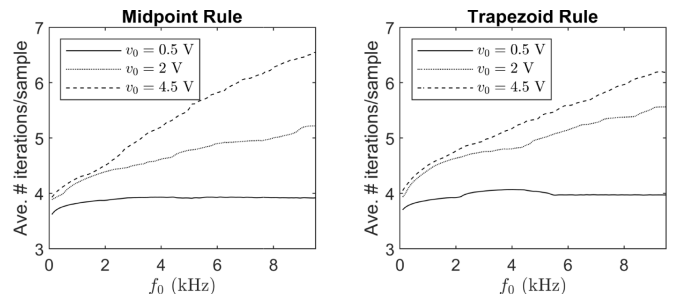 Midpoint Rule
7
6
5
4
3
Ave. # iterations/sample
v₀ = 0.5 V
v₀ = 2 V
v₀ = 4.5 V
0 2 4 6 8
f₀ (kHz)
Trapezoid Rule
7
6
5
4
3
Ave. # iterations/sample
v₀ = 0.5 V
v₀ = 2 V
v₀ = 4.5 V
0 2 4 6 8
f₀ (kHz)